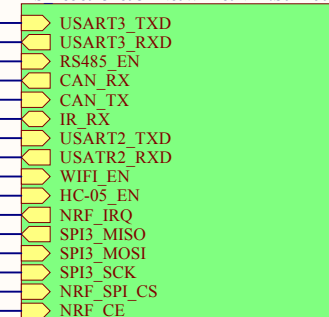 USART3_TXD
USART3_RXD
RS485_EN
CAN_RX
CAN_TX
IR_RX
USART2_TXD
USATR2_RXD
WIFI_EN
HC-05_EN
NRF_IRQ
SPI3_MISO
SPI3_MOSI
SPI3_SCK
NRF_SPI_CS
NRF_CE